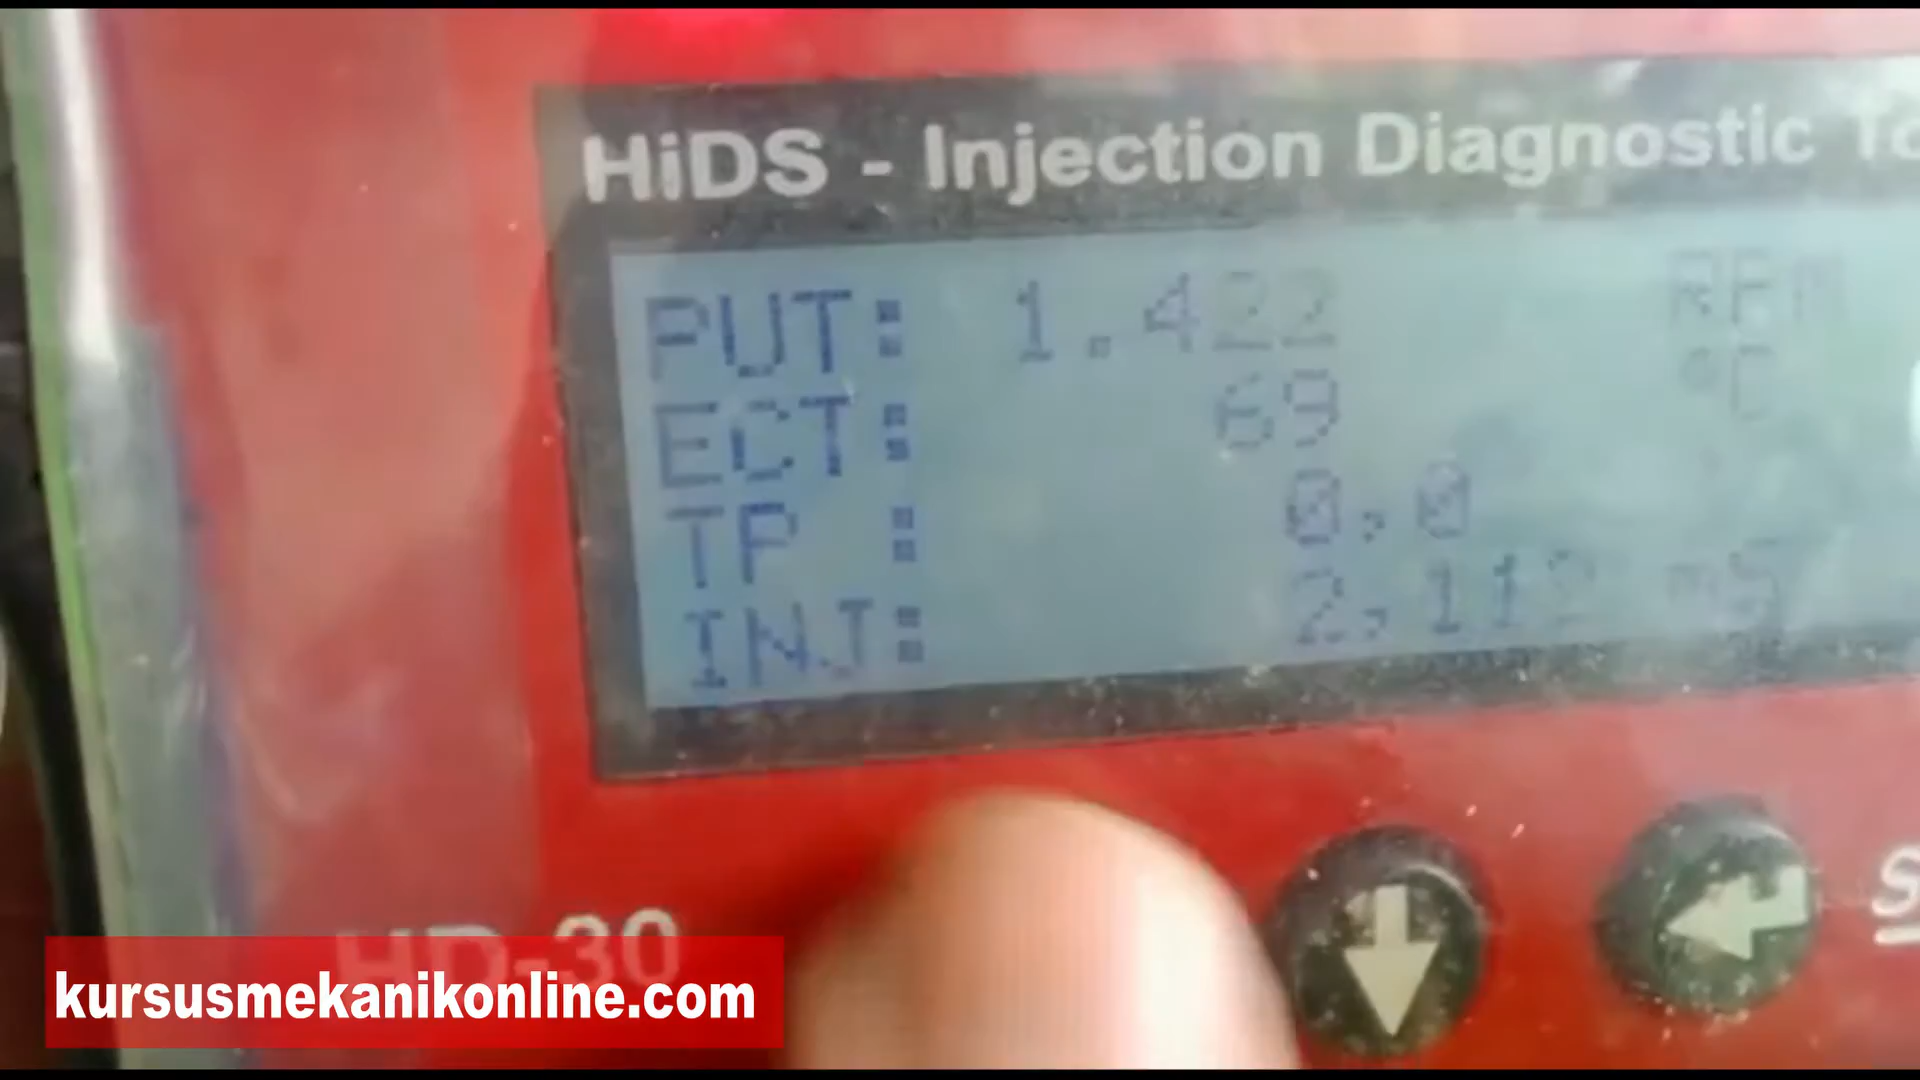 HiDS - Injection Diagnostic
PUT: 1.422 RPM
ECT: 69 °C
TP : 0,0
INJ: 2,112 mS
HD-30
kursusmekanikonline.com